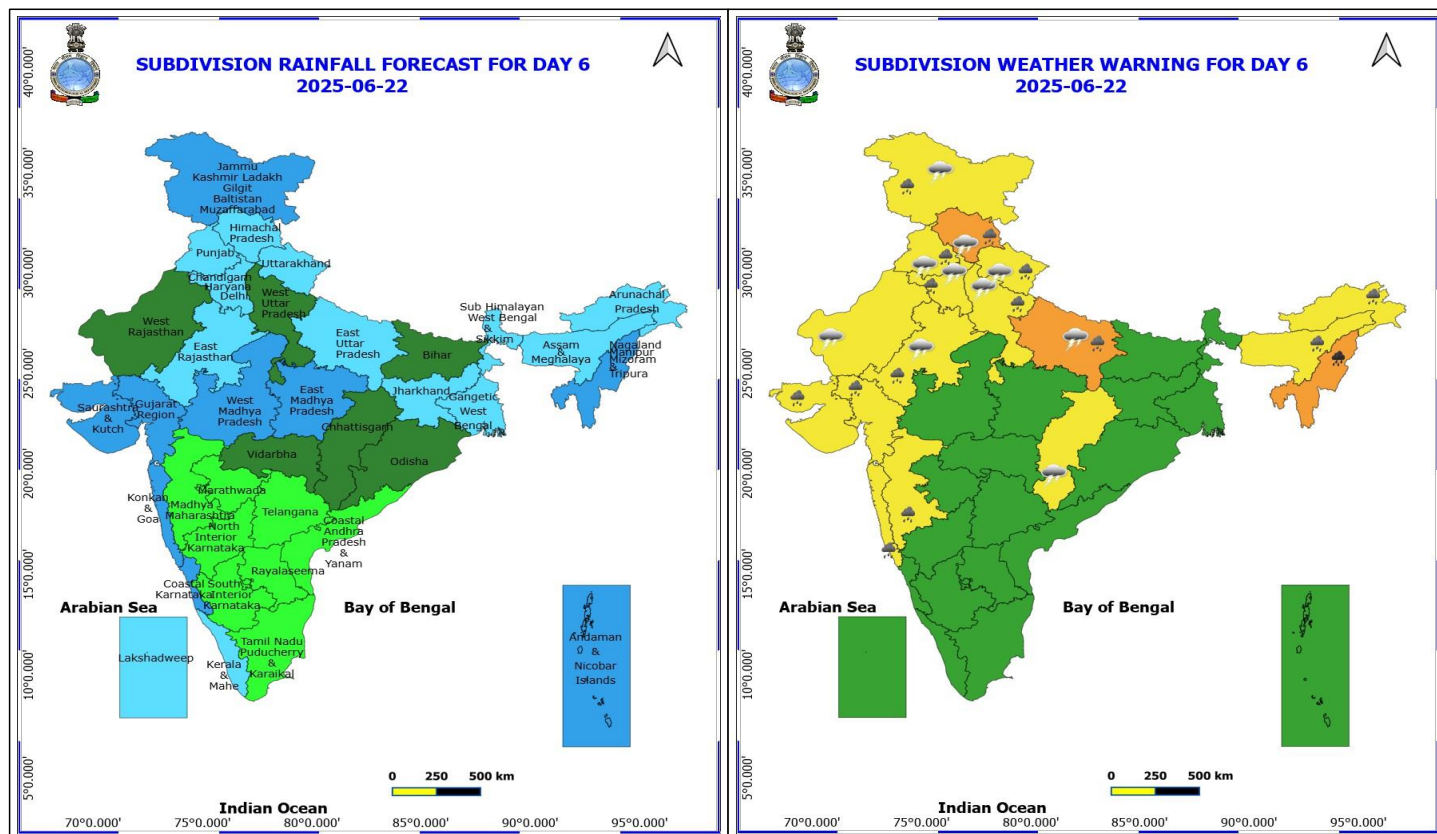 SUBDIVISION RAINFALL FORECAST FOR DAY 6
2025-06-22
40°0.000'
35°0.000'
30°0.000'
25°0.000'
20°0.000'
15°0.000'
10°0.000'
5°0.000'
Jammu
Kashmir Ladakh
Gilgit
Baltistan
Muzaffarabad
Himachal
Pradesh
Punjab
Uttarakhand
Chandigarh
Haryana
Delhi
West
Uttar
Pradesh
West
Rajasthan
East
Rajasthan
East
Uttar
Pradesh
Bihar
Sub Himalayan
West Bengal
&
Sikkim
Arunachal
Pradesh
Assam
&
Meghalaya
Nagaland
Manipur
Mizoram
&
Tripura
Jharkhand
Gangetic
West
Bengal
Saurashtra
&
Kutch
Gujarat
Region
West
Madhya
Pradesh
East
Madhya
Pradesh
Chhattisgarh
Vidarbha
Odisha
Konkan
&
Goa
Madhya
Maharashtra
Marathwada
Telangana
North
Interior
Karnataka
Coastal
Andhra
Pradesh
&
Yanam
Rayalaseema
Coastal
Karnataka
South
Interior
Karnataka
Tamil Nadu
Puducherry
&
Karaikal
Kerala
&
Mahe
Lakshadweep
Andaman
&
Nicobar
Islands
Arabian Sea
Bay of Bengal
Indian Ocean
0 250 500 km
70°0.000' 75°0.000' 80°0.000' 85°0.000' 90°0.000' 95°0.000'
SUBDIVISION WEATHER WARNING FOR DAY 6
2025-06-22
40°0.000'
35°0.000'
30°0.000'
25°0.000'
20°0.000'
15°0.000'
10°0.000'
5°0.000'
Arabian Sea
Bay of Bengal
Indian Ocean
0 250 500 km
70°0.000' 75°0.000' 80°0.000' 85°0.000' 90°0.000' 95°0.000'